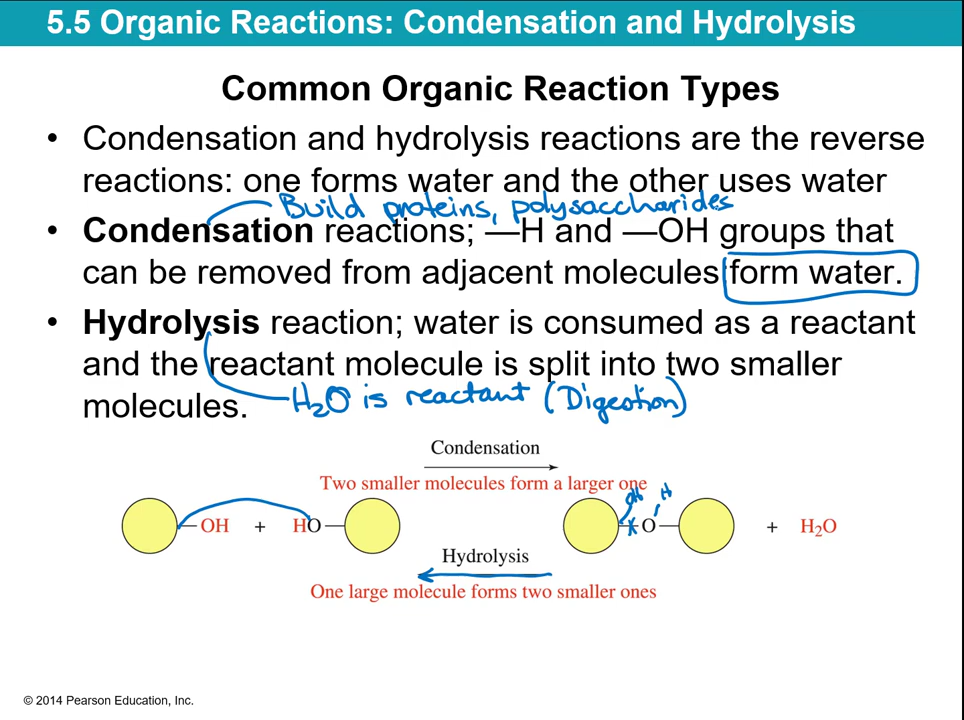 5.5 Organic Reactions: Condensation and Hydrolysis
Common Organic Reaction Types
• Condensation and hydrolysis reactions are the reverse
reactions: one forms water and the other uses water
Build proteins, polysaccharides
• Condensation reactions; —H and —OH groups that
can be removed from adjacent molecules form water.
• Hydrolysis reaction; water is consumed as a reactant
and the reactant molecule is split into two smaller
molecules.
H₂O is reactant (Digestion)
Condensation
Two smaller molecules form a larger one
OH H
—OH + HO— —O— + H₂O
Hydrolysis
One large molecule forms two smaller ones
© 2014 Pearson Education, Inc.